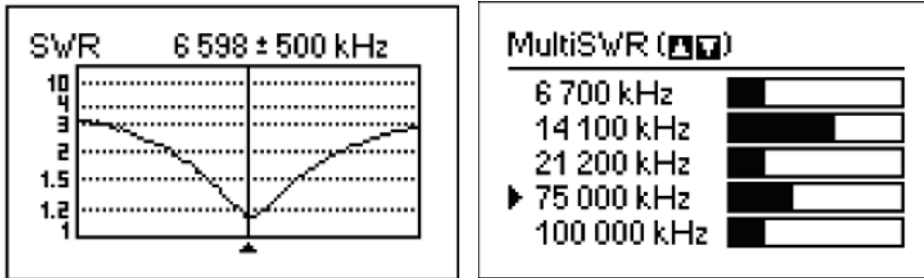 SWR 6 598 ± 500 kHz
10
4
3
2
1.5
1.2
1
MultiSWR ()
6 700 kHz
14 100 kHz
21 200 kHz
75 000 kHz
100 000 kHz